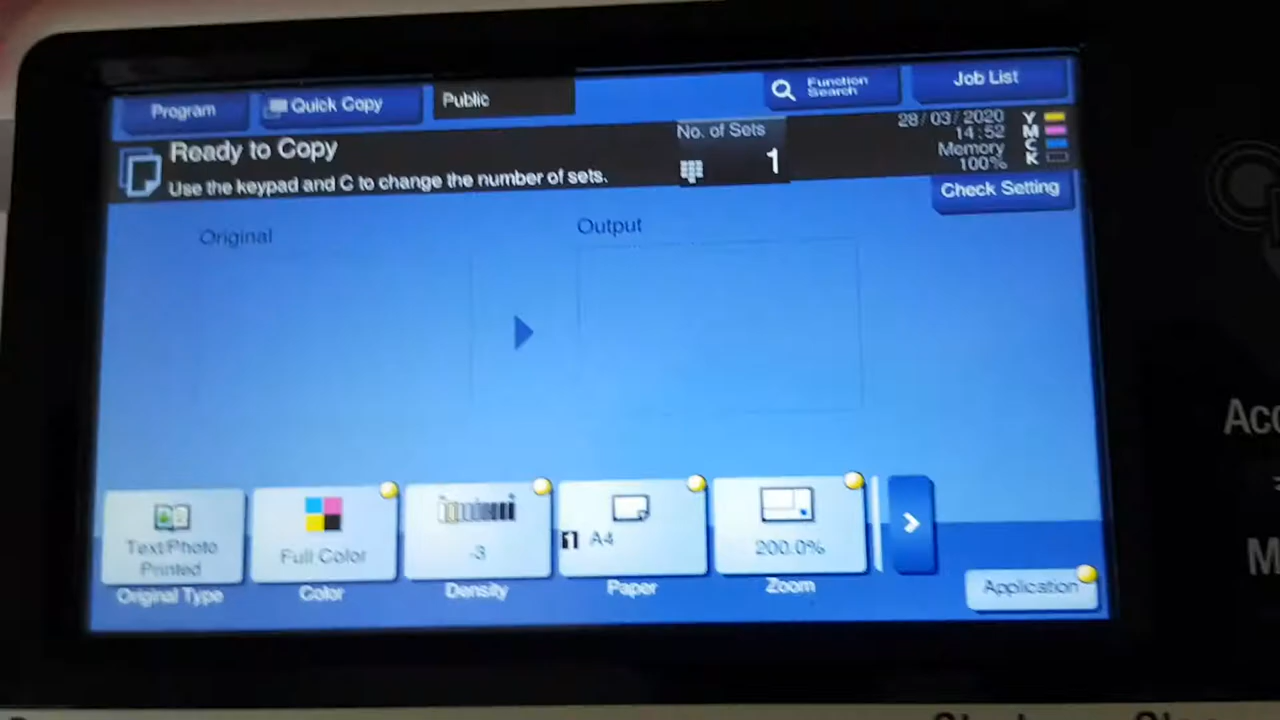 Program
Quick Copy
Public
Function Search
Job List
Ready to Copy
Use the keypad and C to change the number of sets.
No. of Sets
1
28/03/2020
14:52
Memory
100%
Y
M
C
K
Check Setting
Original
Output
Text/Photo
Printed
Original Type
Full Color
Color
-3
Density
1 A4
Paper
200.0%
Zoom
Application